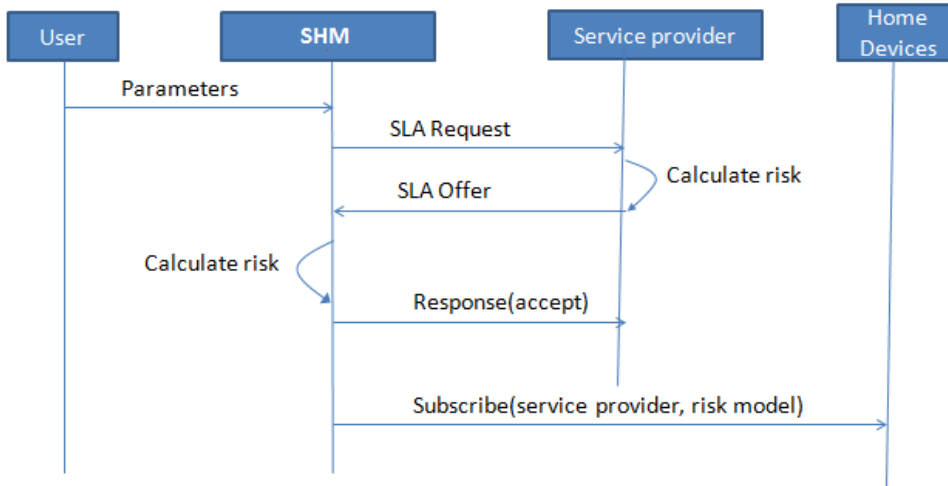 User
SHM
Service provider
Home
Devices
Parameters
SLA Request
Calculate risk
SLA Offer
Calculate risk
Response(accept)
Subscribe(service provider, risk model)